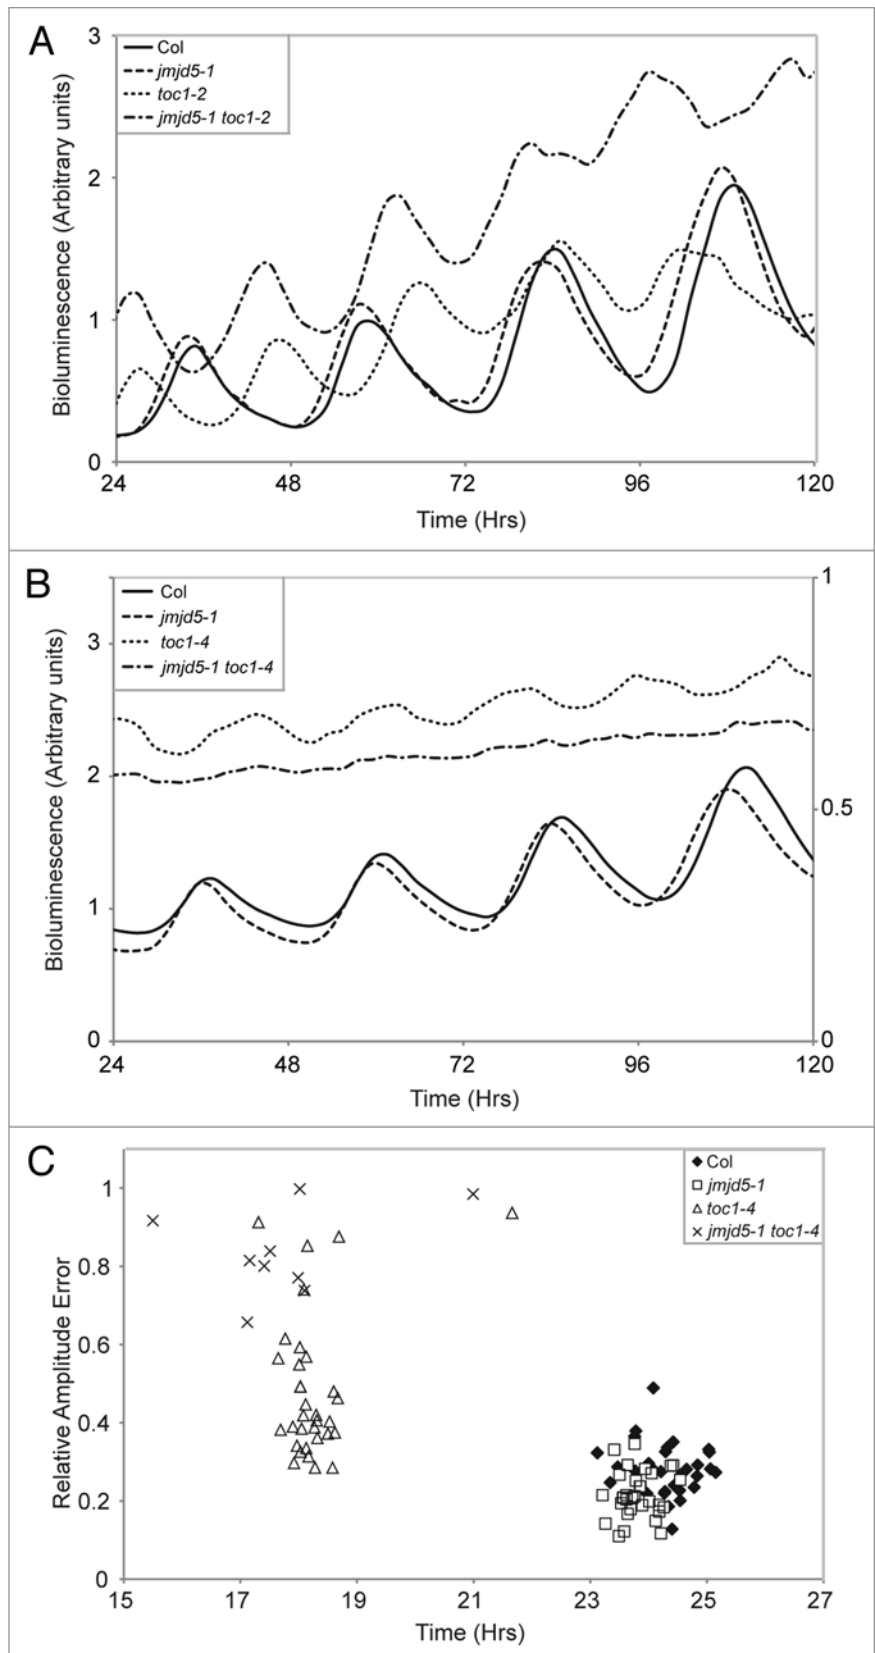 A
Bioluminescence (Arbitrary units)
3
2
1
0
Col
jmjd5-1
toc1-2
jmjd5-1 toc1-2
24 48 72 96 120
Time (Hrs)
B
Bioluminescence (Arbitrary units)
3
2
1
0
Col
jmjd5-1
toc1-4
jmjd5-1 toc1-4
1
0.5
0
24 48 72 96 120
Time (Hrs)
C
Relative Amplitude Error
1
0.8
0.6
0.4
0.2
0
Col
jmjd5-1
toc1-4
jmjd5-1 toc1-4
15 17 19 21 23 25 27
Time (Hrs)